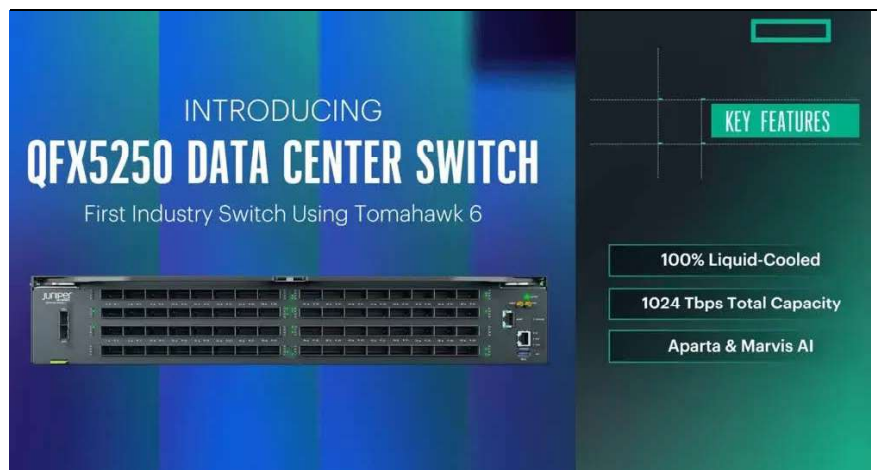 INTRODUCING
QFX5250 DATA CENTER SWITCH
First Industry Switch Using Tomahawk 6
JUNIPER
KEY FEATURES
100% Liquid-Cooled
1024 Tbps Total Capacity
Aparta & Marvis AI